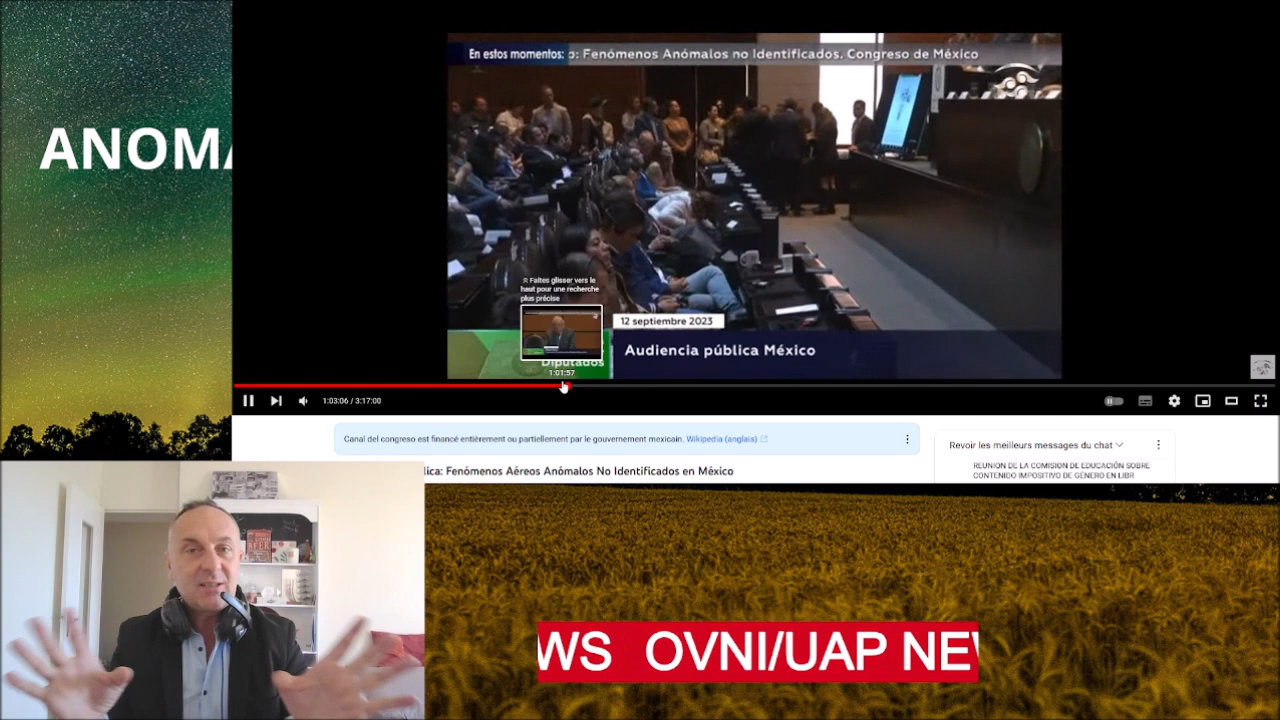 ANOMA
En estos momentos: o: Fenómenos Anómalos no Identificados. Congreso de México
Faites glisser vers le
haut pour une recherche
plus précise
12 septiembre 2023
Audiencia pública México
Diputados
1:01:57
1:03:06 / 3:17:00
Canal del congreso est financé entièrement ou partiellement par le gouvernement mexicain. Wikipedia (anglais)
Revoir les meilleurs messages du chat
REUNION DE LA COMISION DE EDUCACIÓN SOBRE
CONTENIDO IMPOSITIVO DE GÉNERO EN LIBR
lica: Fenómenos Aéreos Anómalos No Identificados en México
BEER
WS OVNI/UAP NEW